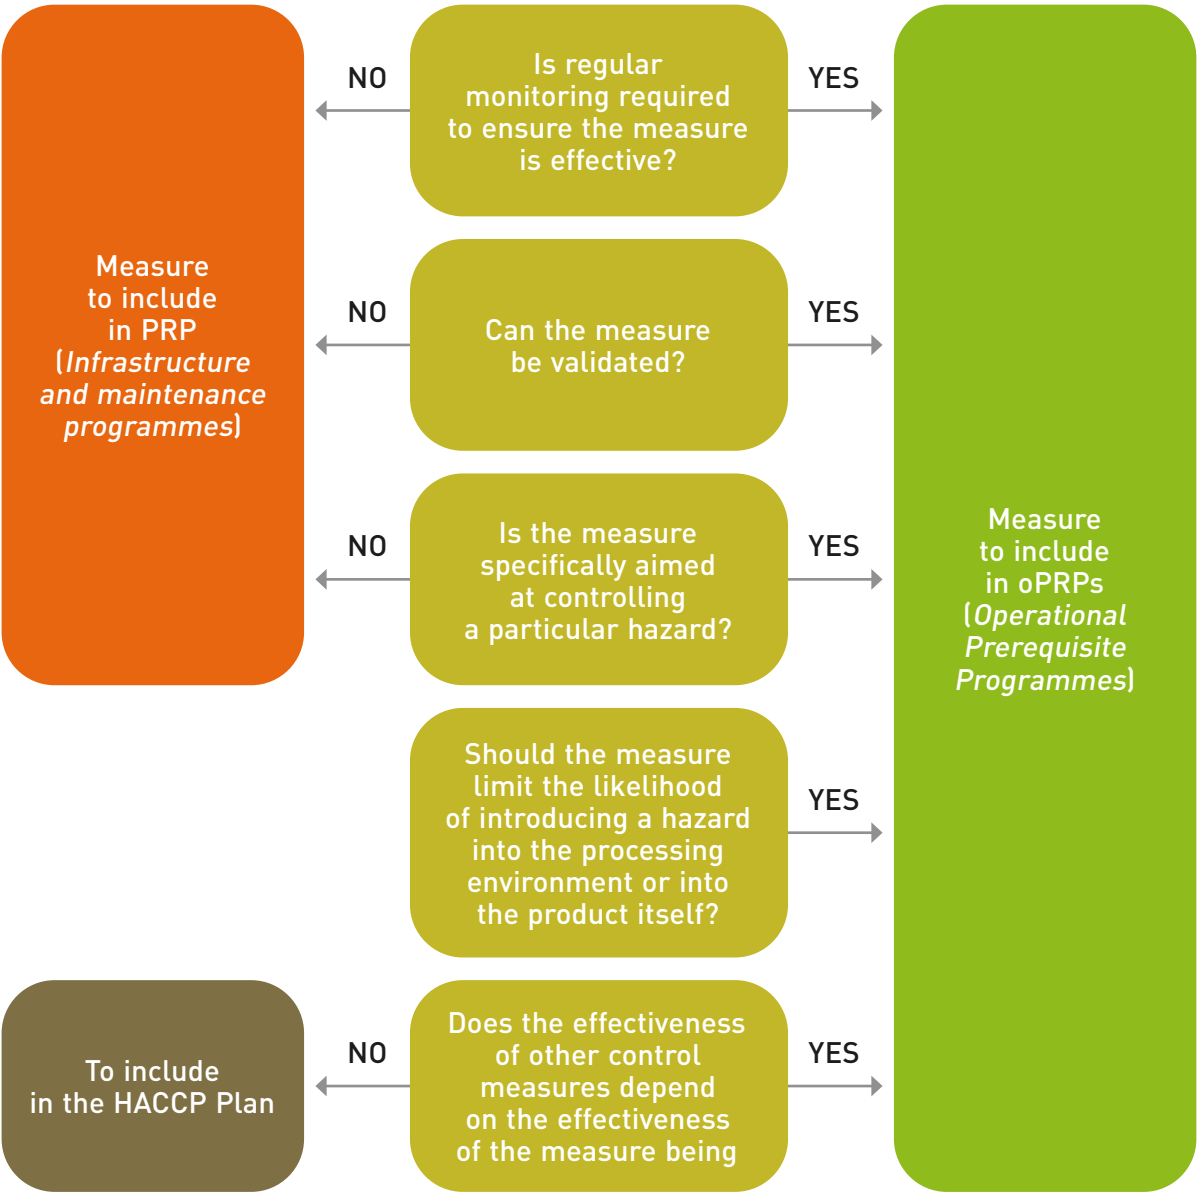 NO
Is regular
monitoring required
to ensure the measure
is effective?
YES
Measure
to include
in PRP
(Infrastructure
and maintenance
programmes)
NO
Can the measure
be validated?
YES
NO
Is the measure
specifically aimed
at controlling
a particular hazard?
YES
Measure
to include
in oPRPs
(Operational
Prerequisite
Programmes)
Should the measure
limit the likelihood
of introducing a hazard
into the processing
environment or into
the product itself?
YES
To include
in the HACCP Plan
NO
Does the effectiveness
of other control
measures depend
on the effectiveness
of the measure being
YES